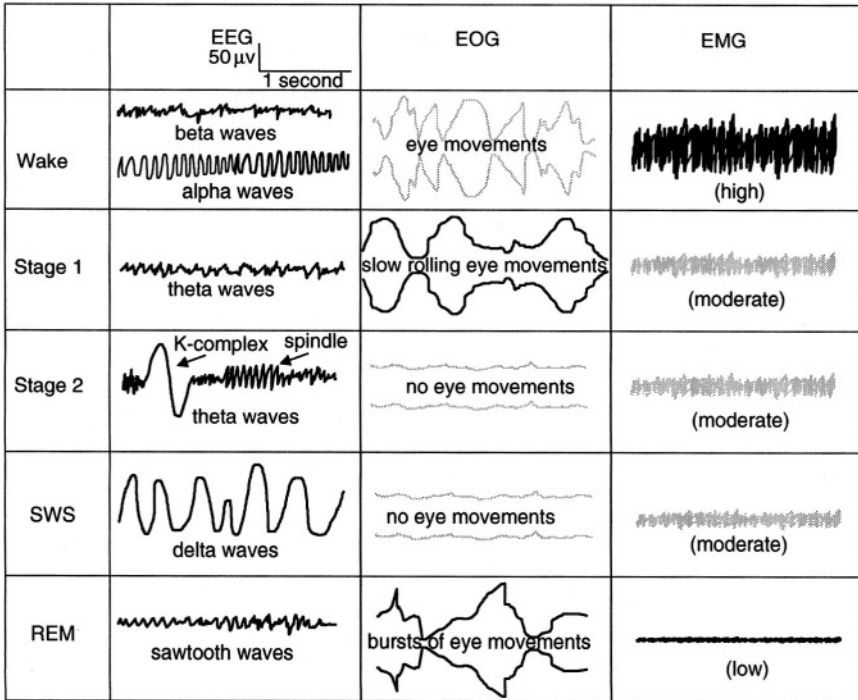 EEG
50 μv
1 second
EOG
EMG
Wake
beta waves
alpha waves
eye movements
(high)
Stage 1
theta waves
slow rolling eye movements
(moderate)
Stage 2
K-complex
spindle
theta waves
no eye movements
(moderate)
SWS
delta waves
no eye movements
(moderate)
REM
sawtooth waves
bursts of eye movements
(low)